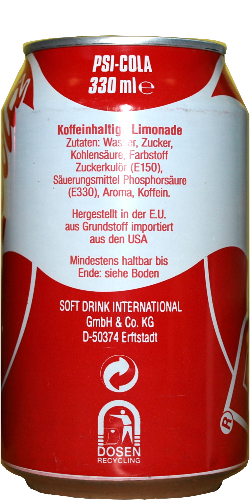 PSI-COLA
330 ml e
Koffeinhaltige Limonade
Zutaten: Wasser, Zucker,
Kohlensäure, Farbstoff
Zuckerkulör (E150),
Säuerungsmittel Phosphorsäure
(E330), Aroma, Koffein.
Hergestellt in der E.U.
aus Grundstoff importiert
aus den USA
Mindestens haltbar bis
Ende: siehe Boden
SOFT DRINK INTERNATIONAL
GmbH & Co. KG
D-50374 Erftstadt
DOSEN
RECYCLING
®